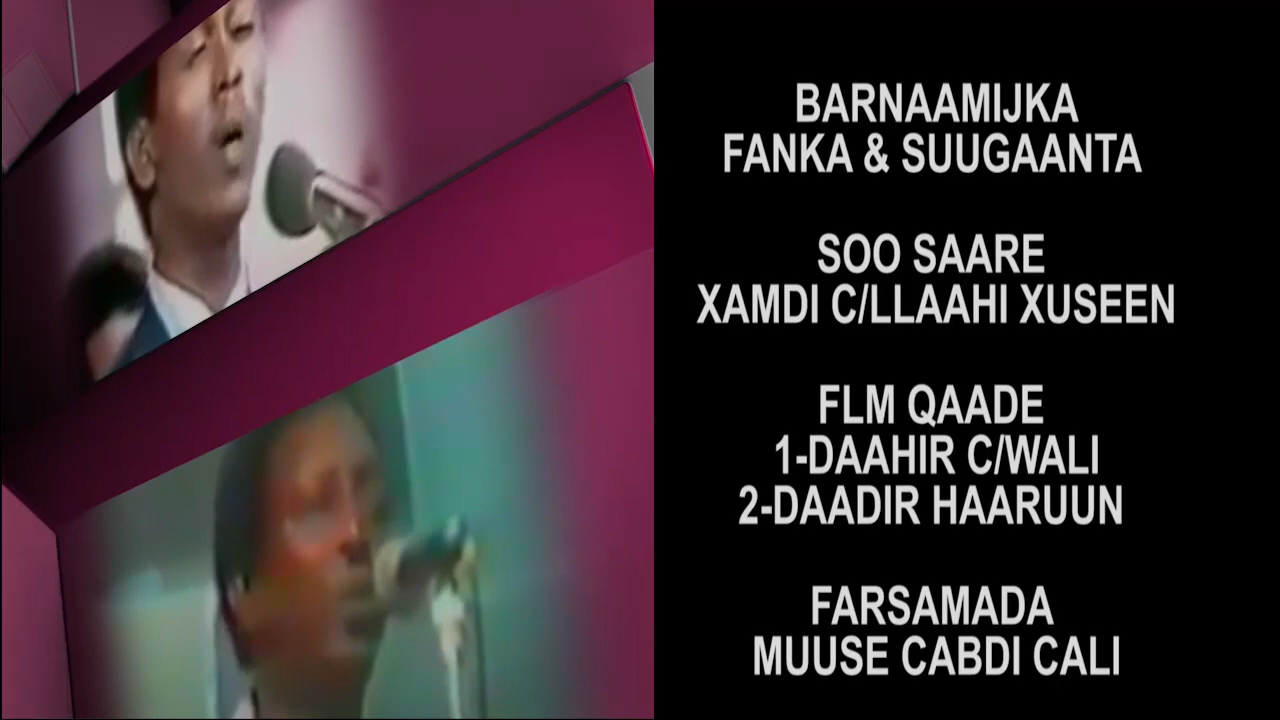 BARNAAMIJKA
FANKA & SUUGAANTA
SOO SAARE
XAMDI C/LLAAHI XUSEEN
FLM QAADE
1-DAAHIR C/WALI
2-DAADIR HAARUUN
FARSAMADA
MUUSE CABDI CALI